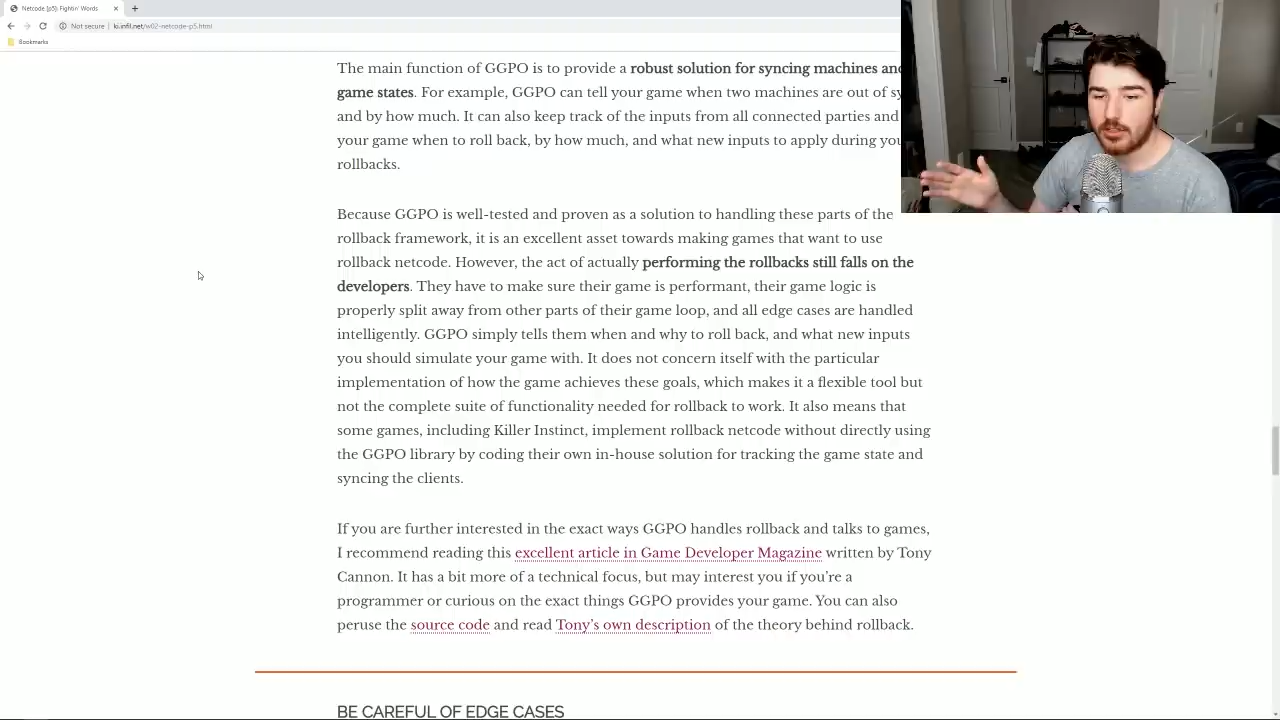 Netcode [p5]: Fightin' Words
Not secure
ki.infil.net/w02-netcode-p5.html
Bookmarks
The main function of GGPO is to provide a robust solution for syncing machines and
game states. For example, GGPO can tell your game when two machines are out of
and by how much. It can also keep track of the inputs from all connected parties and
your game when to roll back, by how much, and what new inputs to apply during
rollbacks.
Because GGPO is well-tested and proven as a solution to handling these parts of the
rollback framework, it is an excellent asset towards making games that want to use
rollback netcode. However, the act of actually performing the rollbacks still falls on the
developers. They have to make sure their game is performant, their game logic is
properly split away from other parts of their game loop, and all edge cases are handled
intelligently. GGPO simply tells them when and why to roll back, and what new inputs
you should simulate your game with. It does not concern itself with the particular
implementation of how the game achieves these goals, which makes it a flexible tool but
not the complete suite of functionality needed for rollback to work. It also means that
some games, including Killer Instinct, implement rollback netcode without directly using
the GGPO library by coding their own in-house solution for tracking the game state and
syncing the clients.
If you are further interested in the exact ways GGPO handles rollback and talks to games,
I recommend reading this excellent article in Game Developer Magazine written by Tony
Cannon. It has a bit more of a technical focus, but may interest you if you're a
programmer or curious on the exact things GGPO provides your game. You can also
peruse the source code and read Tony's own description of the theory behind rollback.
BE CAREFUL OF EDGE CASES